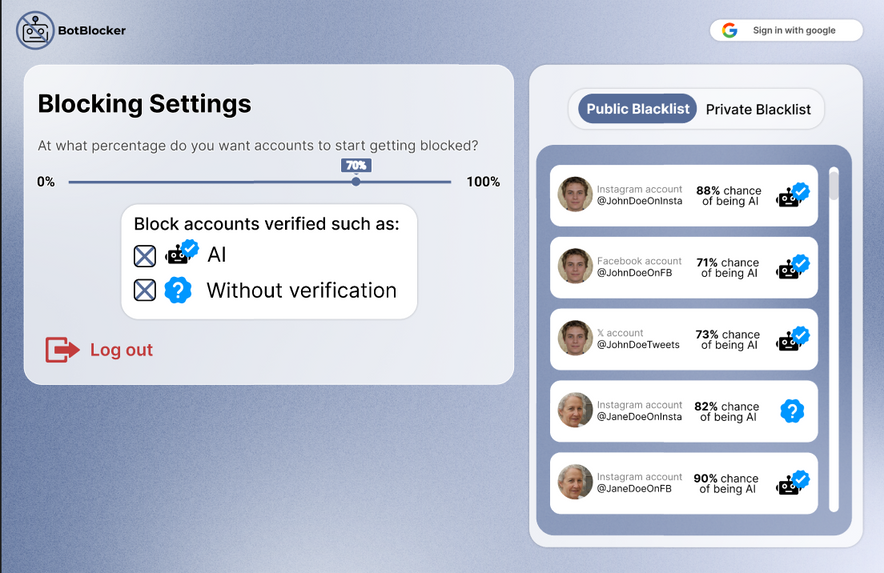 BotBlocker
Sign in with google
Blocking Settings
At what percentage do you want accounts to start getting blocked?
70%
0%
100%
Block accounts verified such as:
AI
Without verification
Log out
Public Blacklist
Private Blacklist
Instagram account
@JohnDoeOnInsta
88% chance
of being AI
Facebook account
@JohnDoeOnFB
71% chance
of being AI
𝕏 account
@JohnDoeTweets
73% chance
of being AI
Instagram account
@JaneDoeOnInsta
82% chance
of being AI
?
Instagram account
@JaneDoeOnFB
90% chance
of being AI